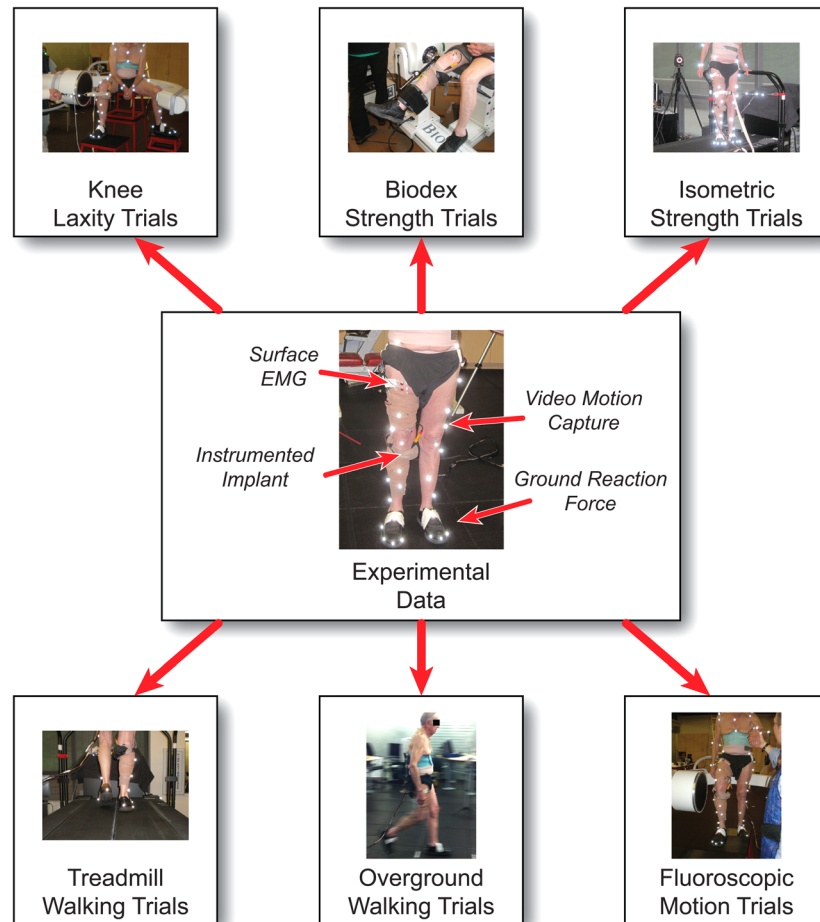 Knee
Laxity Trials
Biodex
Strength Trials
Isometric
Strength Trials
BIO
Surface
EMG
Video Motion
Capture
Instrumented
Implant
Ground Reaction
Force
Experimental
Data
Treadmill
Walking Trials
Overground
Walking Trials
Fluoroscopic
Motion Trials